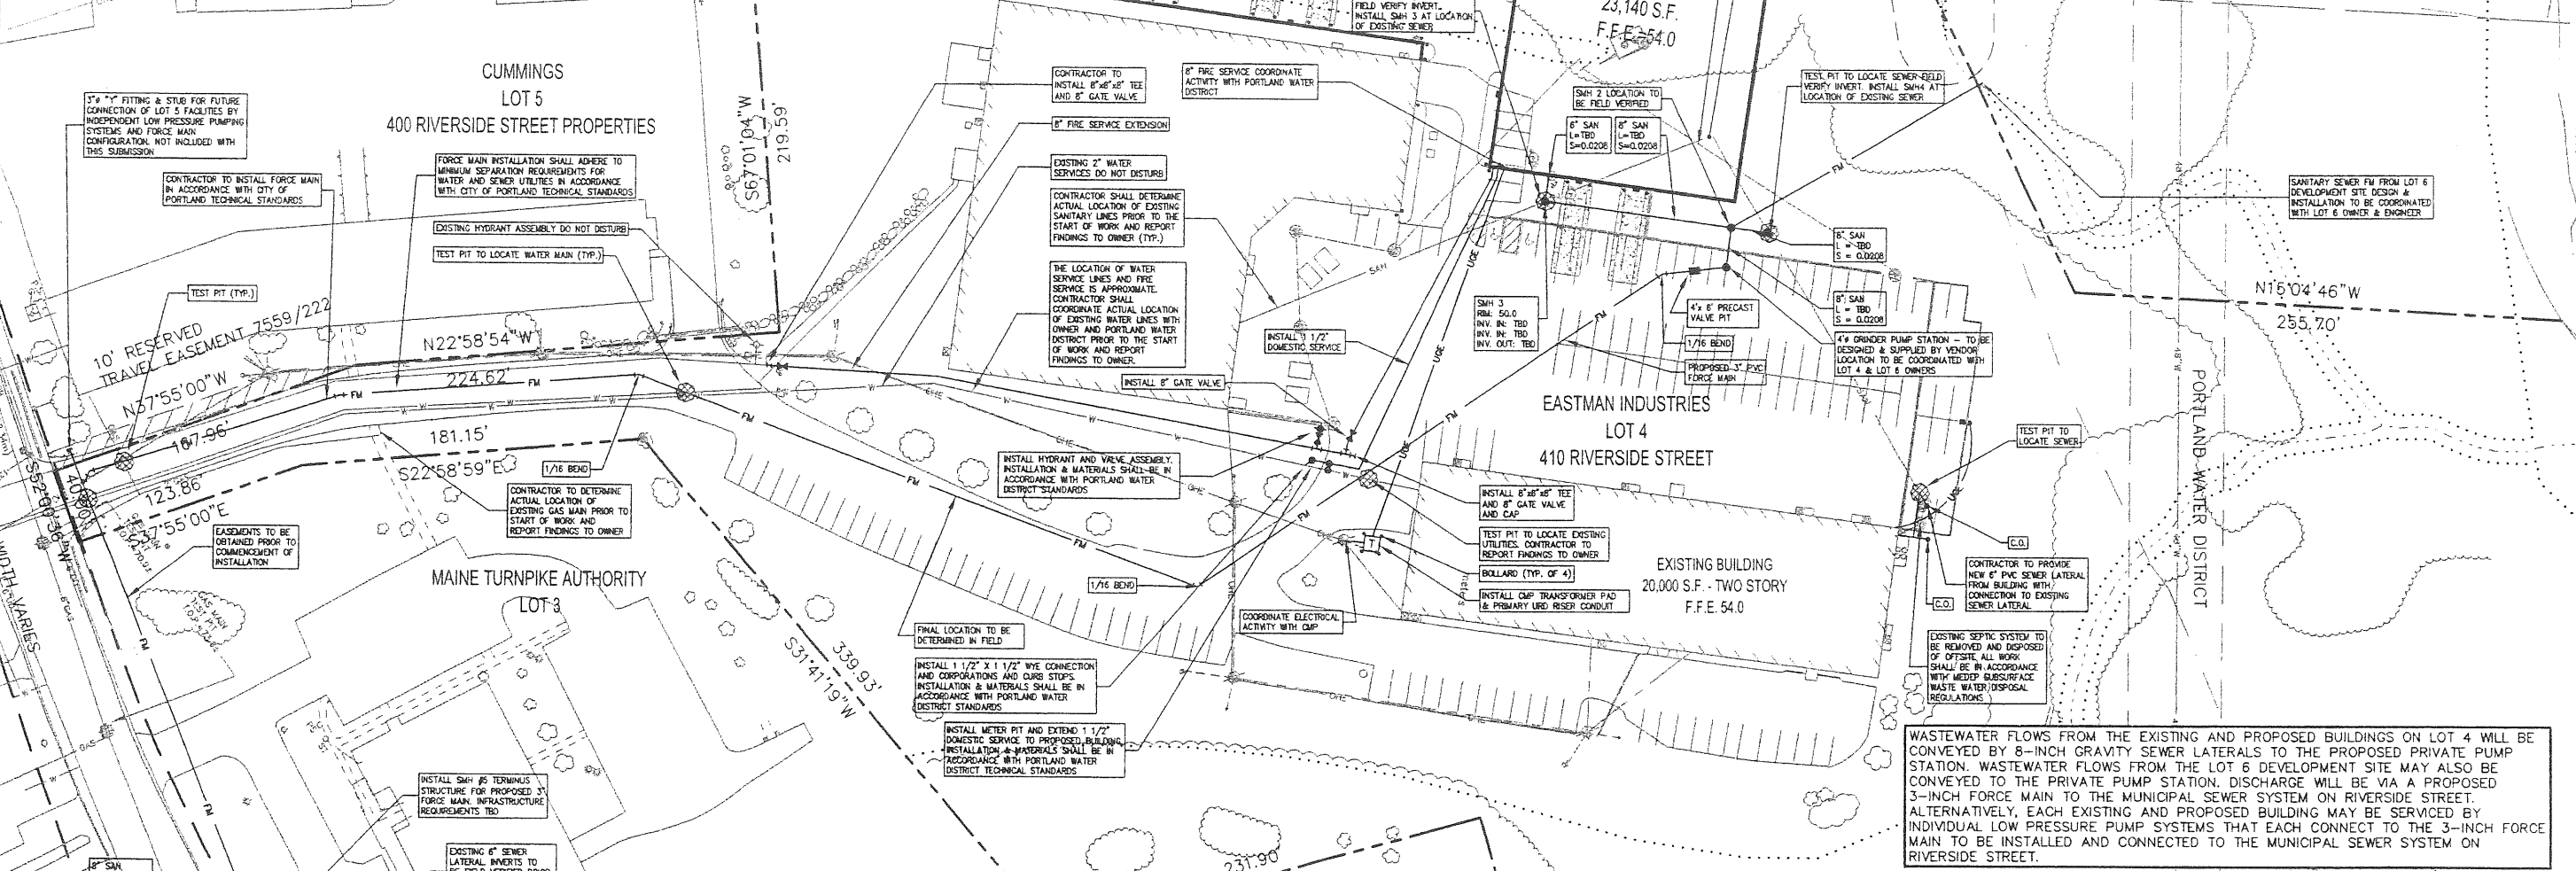 FIELD VERIFY INVERT.
INSTALL SMH 3 AT LOCATION
OF EXISTING SEWER
23,140 S.F.
F.F.E. 54.0
CUMMINGS
LOT 5
400 RIVERSIDE STREET PROPERTIES
3"ø "Y" FITTING & STUB FOR FUTURE
CONNECTION OF LOT 5 FACILITIES BY
INDEPENDENT LOW PRESSURE PUMPING
SYSTEMS AND FORCE MAIN
CONFIGURATION. NOT INCLUDED WITH
THIS SUBMISSION
CONTRACTOR TO INSTALL FORCE MAIN
IN ACCORDANCE WITH CITY OF
PORTLAND TECHNICAL STANDARDS
FORCE MAIN INSTALLATION SHALL ADHERE TO
MINIMUM SEPARATION REQUIREMENTS FOR
WATER AND SEWER UTILITIES IN ACCORDANCE
WITH CITY OF PORTLAND TECHNICAL STANDARDS
EXISTING HYDRANT ASSEMBLY DO NOT DISTURB
TEST PIT TO LOCATE WATER MAIN (TYP.)
TEST PIT (TYP.)
10' RESERVED
TRAVEL EASEMENT 7559/222
S67°01'04"W
219.59'
CONTRACTOR TO
INSTALL 8"x8"x8" TEE
AND 8" GATE VALVE
8" FIRE SERVICE EXTENSION
EXISTING 2" WATER
SERVICES DO NOT DISTURB
CONTRACTOR SHALL DETERMINE
ACTUAL LOCATION OF EXISTING
SANITARY LINES PRIOR TO THE
START OF WORK AND REPORT
FINDINGS TO OWNER (TYP.)
THE LOCATION OF WATER
SERVICE LINES AND FIRE
SERVICE IS APPROXIMATE.
CONTRACTOR SHALL
COORDINATE ACTUAL LOCATION
OF EXISTING WATER LINES WITH
OWNER AND PORTLAND WATER
DISTRICT PRIOR TO THE START
OF WORK AND REPORT
FINDINGS TO OWNER.
8" FIRE SERVICE COORDINATE
ACTIVITY WITH PORTLAND WATER
DISTRICT
SMH 2 LOCATION TO
BE FIELD VERIFIED
6" SAN
L=TBD
S=0.0208
8" SAN
L=TBD
S=0.0208
TEST PIT TO LOCATE SEWER FIELD
VERIFY INVERT. INSTALL SMH4 AT
LOCATION OF EXISTING SEWER
SANITARY SEWER FM FROM LOT 6
DEVELOPMENT SITE DESIGN &
INSTALLATION TO BE COORDINATED
WITH LOT 6 OWNER & ENGINEER
8" SAN
L = TBD
S = 0.0208
8" SAN
L = TBD
S = 0.0208
SMH 3
RIM: 50.0
INV. IN: TBD
INV. IN: TBD
INV. OUT: TBD
4'x 6' PRECAST
VALVE PIT
1/16 BEND
PROPOSED 3" PVC
FORCE MAIN
4'ø GRINDER PUMP STATION - TO BE
DESIGNED & SUPPLIED BY VENDOR
LOCATION TO BE COORDINATED WITH
LOT 4 & LOT 6 OWNERS
N15°04'46"W
255.70'
PORTLAND WATER DISTRICT
INSTALL 1 1/2"
DOMESTIC SERVICE
INSTALL 8" GATE VALVE
N22°58'54"W
224.62'
N37°55'00"W
167.96'
181.15'
S22°58'59"E
123.86'
S37°55'00"E
S52°00'36"W
EASTMAN INDUSTRIES
LOT 4
410 RIVERSIDE STREET
TEST PIT TO
LOCATE SEWER
1/16 BEND
CONTRACTOR TO DETERMINE
ACTUAL LOCATION OF
EXISTING GAS MAIN PRIOR TO
START OF WORK AND
REPORT FINDINGS TO OWNER
INSTALL HYDRANT AND VALVE ASSEMBLY.
INSTALLATION & MATERIALS SHALL BE IN
ACCORDANCE WITH PORTLAND WATER
DISTRICT STANDARDS
INSTALL 8"x8"x8" TEE
AND 8" GATE VALVE
AND CAP
TEST PIT TO LOCATE EXISTING
UTILITIES. CONTRACTOR TO
REPORT FINDINGS TO OWNER
BOLLARD (TYP. OF 4)
INSTALL CMP TRANSFORMER PAD
& PRIMARY URD RISER CONDUIT
EASEMENTS TO BE
OBTAINED PRIOR TO
COMMENCEMENT OF
INSTALLATION
MAINE TURNPIKE AUTHORITY
LOT 3
WIDTH VARIES
1/16 BEND
COORDINATE ELECTRICAL
ACTIVITY WITH CMP
EXISTING BUILDING
20,000 S.F. - TWO STORY
F.F.E. 54.0
C.O.
C.O.
CONTRACTOR TO PROVIDE
NEW 6" PVC SEWER LATERAL
FROM BUILDING WITH
CONNECTION TO EXISTING
SEWER LATERAL
EXISTING SEPTIC SYSTEM TO
BE REMOVED AND DISPOSED
OF OFFSITE. ALL WORK
SHALL BE IN ACCORDANCE
WITH MEDEP SUBSURFACE
WASTE WATER DISPOSAL
REGULATIONS
FINAL LOCATION TO BE
DETERMINED IN FIELD
339.93'
S31°41'19"W
INSTALL 1 1/2" X 1 1/2" WYE CONNECTION
AND CORPORATIONS AND CURB STOPS.
INSTALLATION & MATERIALS SHALL BE IN
ACCORDANCE WITH PORTLAND WATER
DISTRICT STANDARDS
INSTALL METER PIT AND EXTEND 1 1/2"
DOMESTIC SERVICE TO PROPOSED BUILDING
INSTALLATION & MATERIALS SHALL BE IN
ACCORDANCE WITH PORTLAND WATER
DISTRICT TECHNICAL STANDARDS
INSTALL SMH #5 TERMINUS
STRUCTURE FOR PROPOSED 3"
FORCE MAIN. INFRASTRUCTURE
REQUIREMENTS TBD
EXISTING 6" SEWER
LATERAL INVERTS TO
8" SAN
231.90'
WASTEWATER FLOWS FROM THE EXISTING AND PROPOSED BUILDINGS ON LOT 4 WILL BE
CONVEYED BY 8-INCH GRAVITY SEWER LATERALS TO THE PROPOSED PRIVATE PUMP
STATION. WASTEWATER FLOWS FROM THE LOT 6 DEVELOPMENT SITE MAY ALSO BE
CONVEYED TO THE PRIVATE PUMP STATION. DISCHARGE WILL BE VIA A PROPOSED
3-INCH FORCE MAIN TO THE MUNICIPAL SEWER SYSTEM ON RIVERSIDE STREET.
ALTERNATIVELY, EACH EXISTING AND PROPOSED BUILDING MAY BE SERVICED BY
INDIVIDUAL LOW PRESSURE PUMP SYSTEMS THAT EACH CONNECT TO THE 3-INCH FORCE
MAIN TO BE INSTALLED AND CONNECTED TO THE MUNICIPAL SEWER SYSTEM ON
RIVERSIDE STREET.